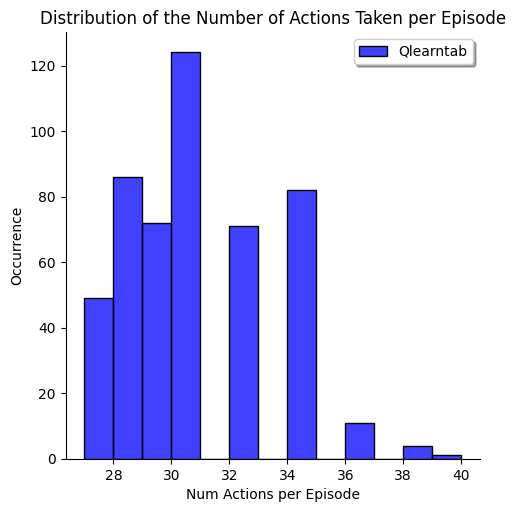 Distribution of the Number of Actions Taken per Episode
Qlearntab
120
100
80
60
40
20
0
Occurrence
28 30 32 34 36 38 40
Num Actions per Episode